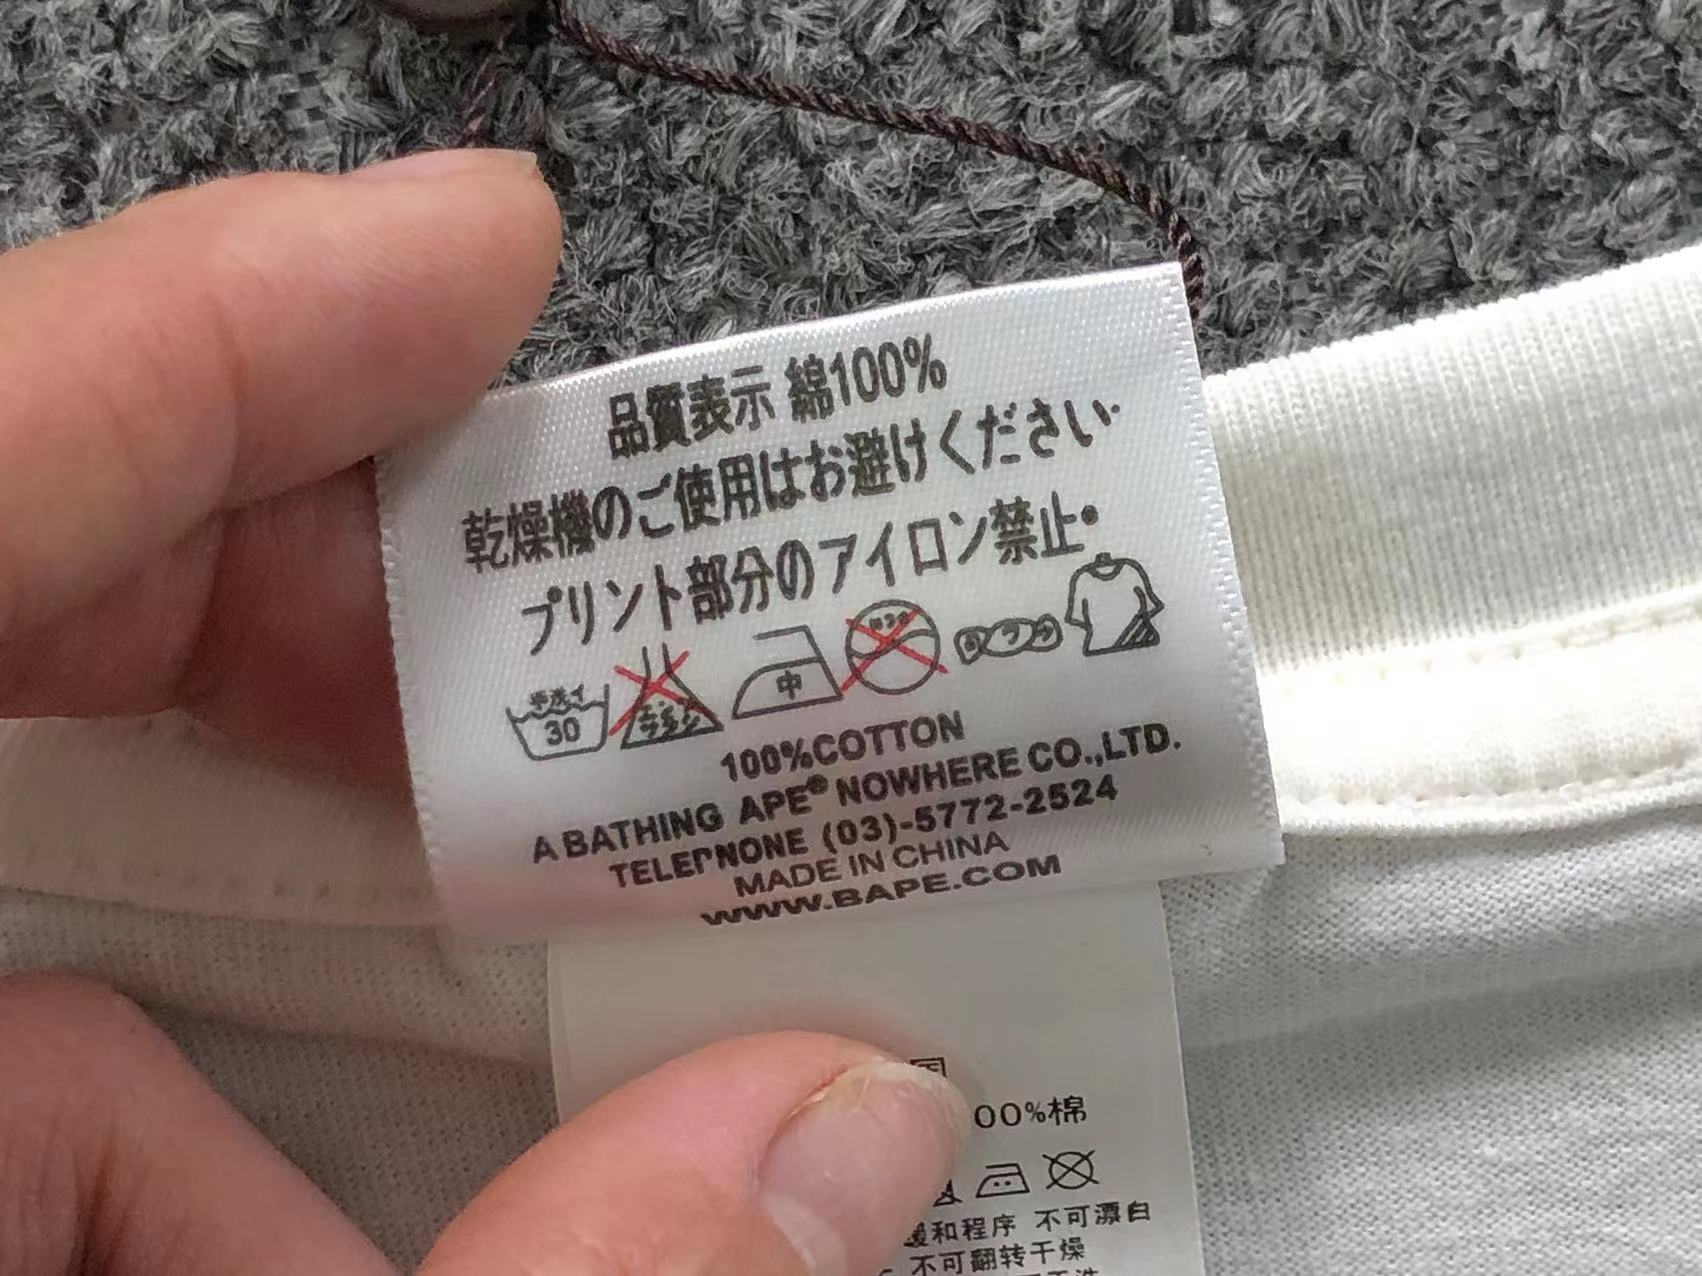 品質表示 綿100%
乾燥機のご使用はお避けください
プリント部分のアイロン禁止
手洗イ
30
中
100%COTTON
A BATHING APE® NOWHERE CO.,LTD.
TELEPNONE (03)-5772-2524
MADE IN CHINA
WWW.BAPE.COM
00%棉
缓和程序 不可漂白
不可翻转干燥